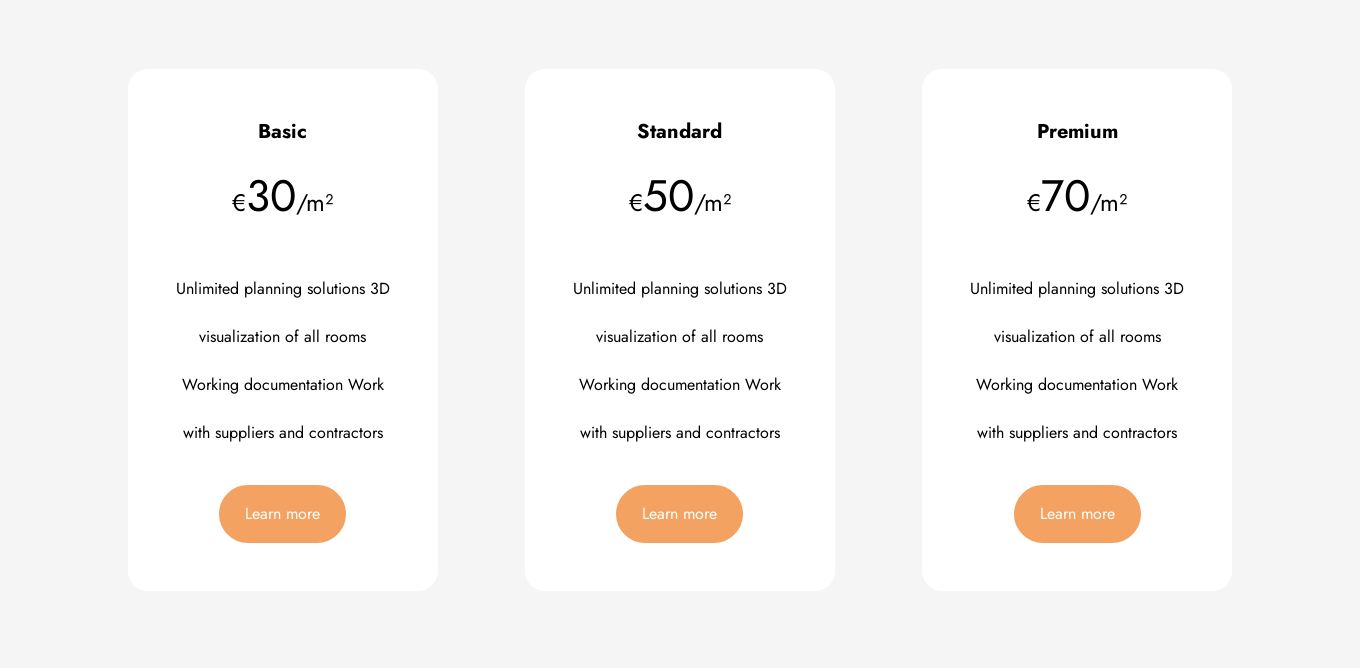 Basic
€30/m²
Unlimited planning solutions 3D
visualization of all rooms
Working documentation Work
with suppliers and contractors
Learn more
Standard
€50/m²
Unlimited planning solutions 3D
visualization of all rooms
Working documentation Work
with suppliers and contractors
Learn more
Premium
€70/m²
Unlimited planning solutions 3D
visualization of all rooms
Working documentation Work
with suppliers and contractors
Learn more